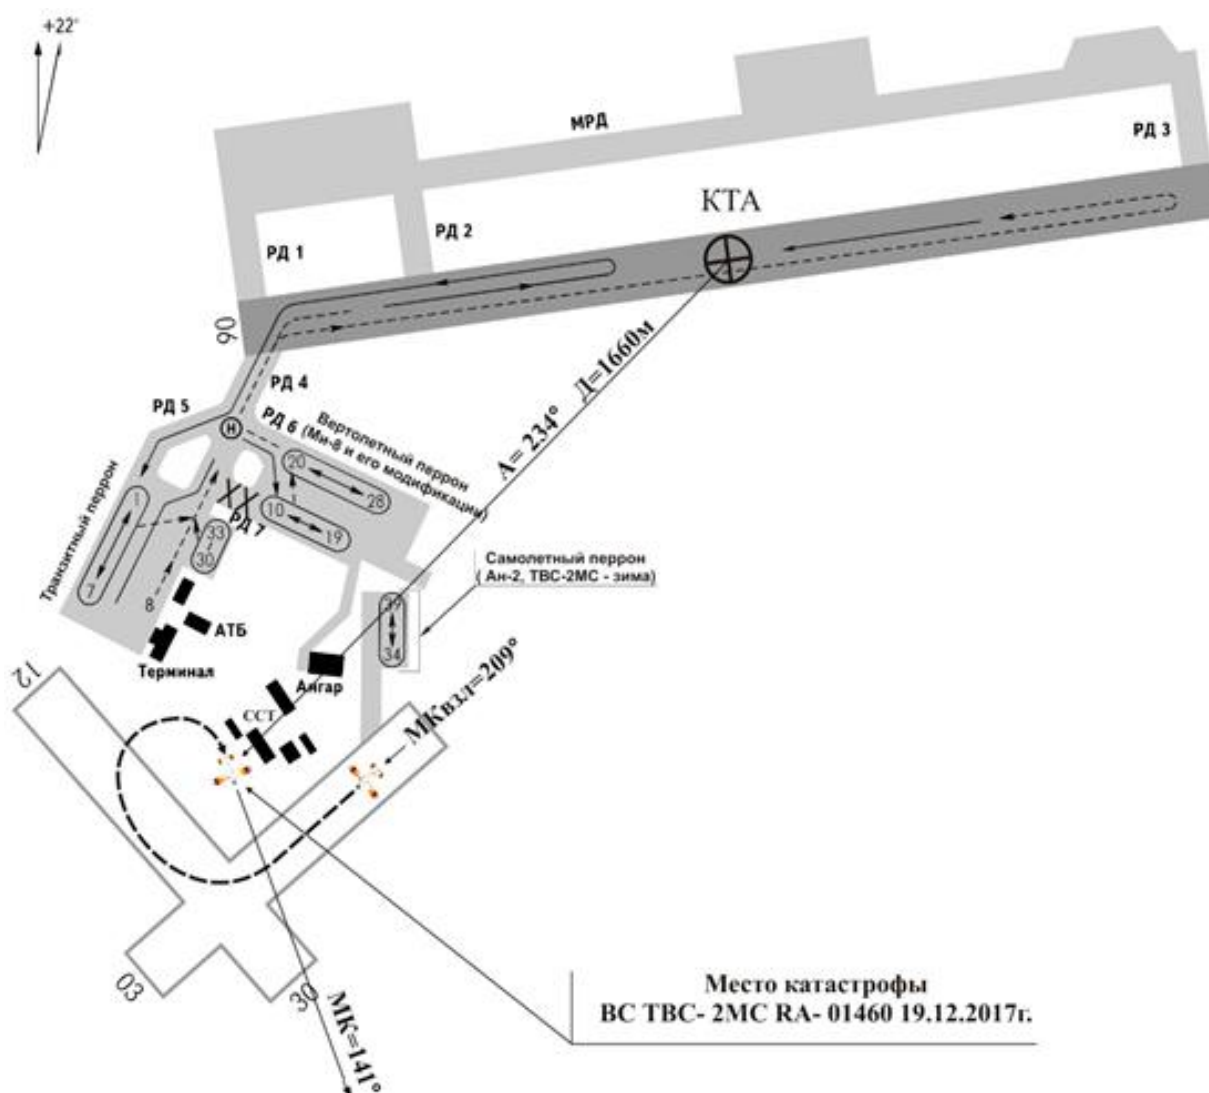 +22°
МРД
РД 3
КТА
РД 2
РД 1
06
А= 234° Д=1660м
РД 4
РД 5
РД 6
Вертолетный перрон
(Ми-8 и его модификации)
Н
20
28
1
10
19
РД 7
33
30
Транзитный перрон
7
8
Самолетный перрон
( Ан-2, ТВС-2МС - зима)
39
34
АТБ
Терминал
Ангар
12
ССТ
МКвзл=209°
03
30
МК=141°
Место катастрофы
ВС ТВС- 2МС RA- 01460 19.12.2017г.